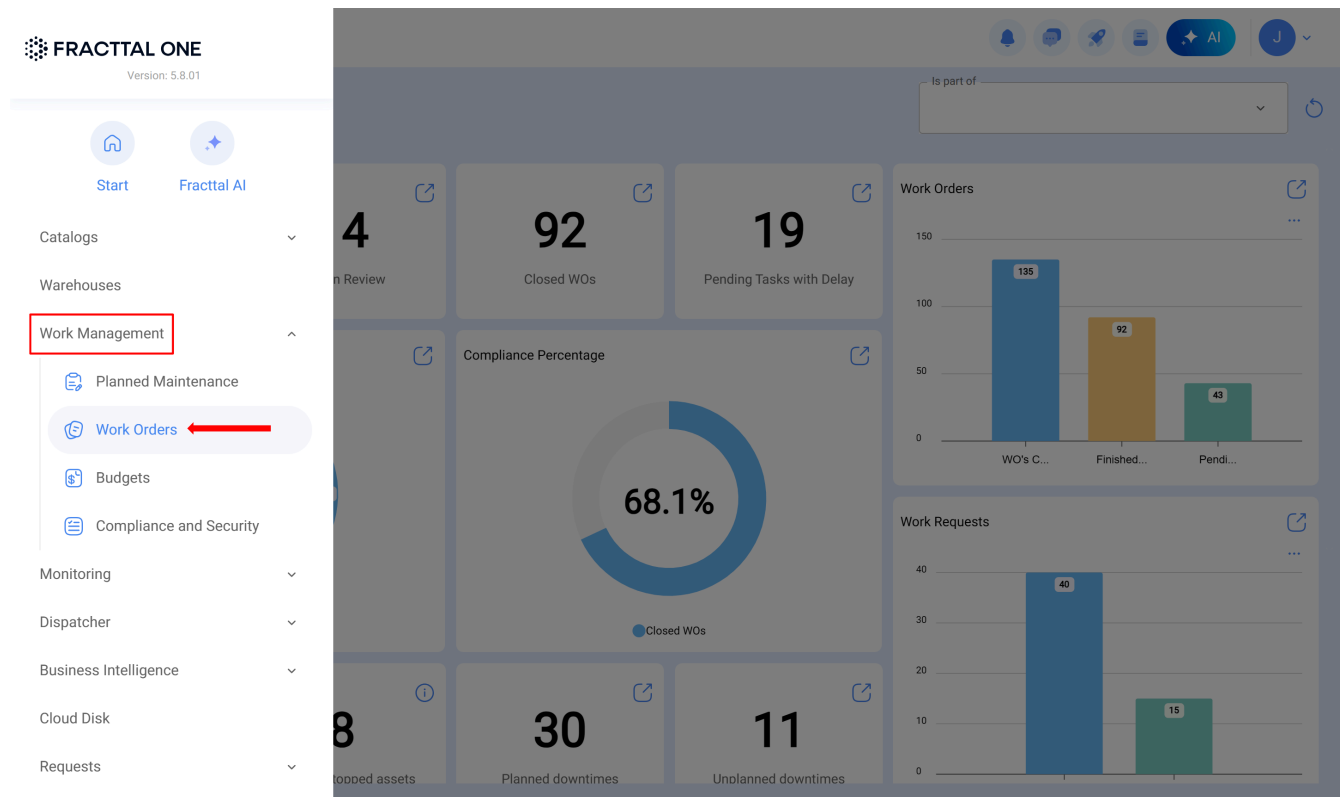 FRACTTAL ONE
Version: 5.8.01
Start
Fracttal AI
Catalogs
Warehouses
Work Management
Planned Maintenance
Work Orders
Budgets
Compliance and Security
Monitoring
Dispatcher
Business Intelligence
Cloud Disk
Requests
AI
J
Is part of
4
n Review
92
Closed WOs
19
Pending Tasks with Delay
Work Orders
...
150
100
50
0
135
92
43
WO's C...
Finished...
Pendi...
Compliance Percentage
68.1%
Closed WOs
Work Requests
...
40
30
20
10
0
40
15
8
topped assets
30
Planned downtimes
11
Unplanned downtimes